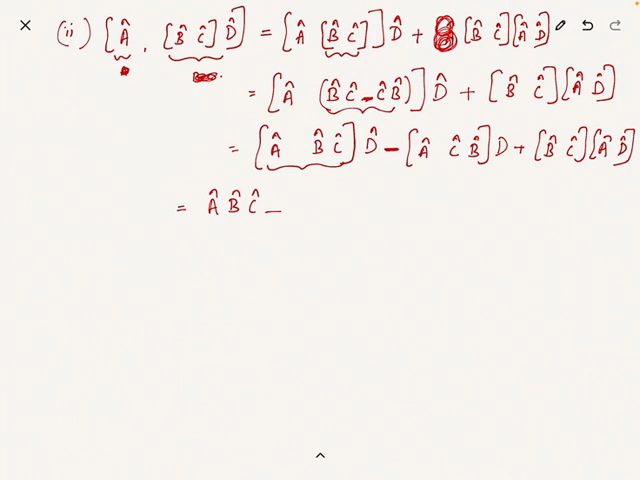 (ii) [Â , [B̂ Ĉ] D̂] = [Â [B̂ Ĉ]] D̂ + [B̂ Ĉ][Â D̂]
= [Â (B̂ Ĉ - Ĉ B̂)] D̂ + [B̂ Ĉ][Â D̂]
= [Â B̂ Ĉ] D̂ - [Â Ĉ B̂] D + [B̂ Ĉ][Â D̂]
= Â B̂ Ĉ -